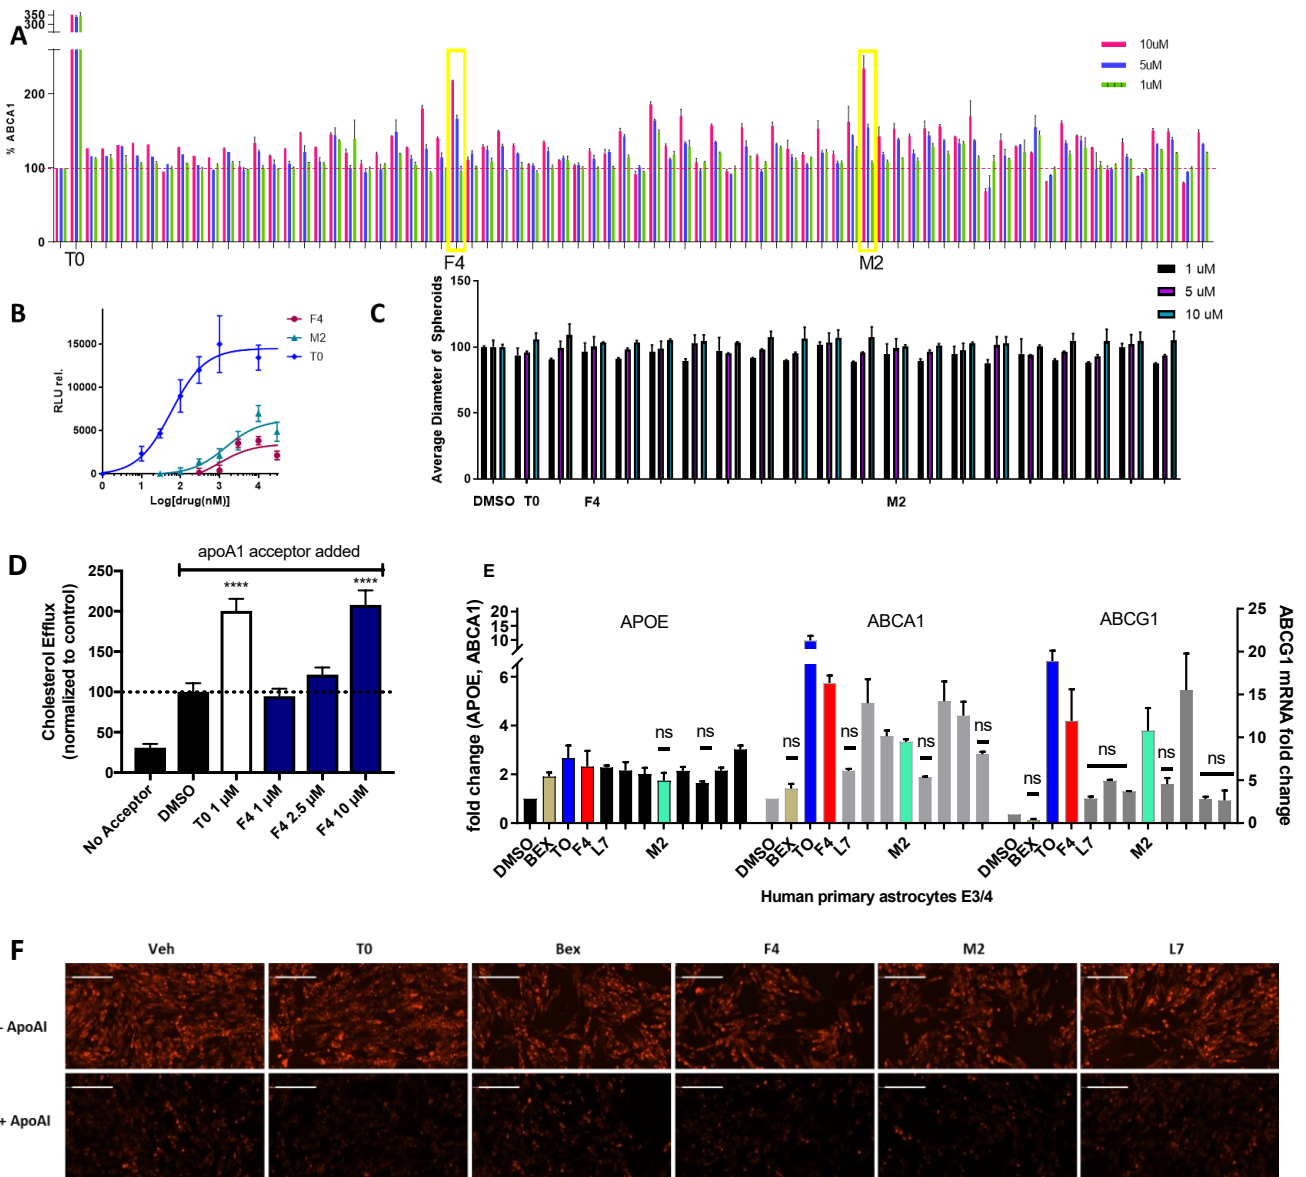 A
350
300
200
100
0
% ABCA1
10uM
5uM
1uM
T0
F4
M2
B
15000
10000
5000
0
RLU rel.
0
1
2
3
4
Log[drug(nM)]
F4
M2
T0
C
150
100
50
0
Average Diameter of Spheroids
1 uM
5 uM
10 uM
DMSO T0 F4 M2
D
apoA1 acceptor added
250
200
150
100
50
0
Cholesterol Efflux
(normalized to control)
****
****
No Acceptor
DMSO
T0 1 µM
F4 1 µM
F4 2.5 µM
F4 10 µM
E
fold change (APOE, ABCA1)
20
15
10
6
4
2
0
APOE
ABCA1
ABCG1
ns
ns
ns
ns
ns
ns
ns
ns
ns
ns
25
20
15
10
5
0
ABCG1 mRNA fold change
DMSO
BEX
TO
F4
L7
M2
DMSO
BEX
TO
F4
L7
M2
DMSO
BEX
TO
F4
L7
M2
Human primary astrocytes E3/4
F
Veh T0 Bex F4 M2 L7
- ApoAI
+ ApoAI